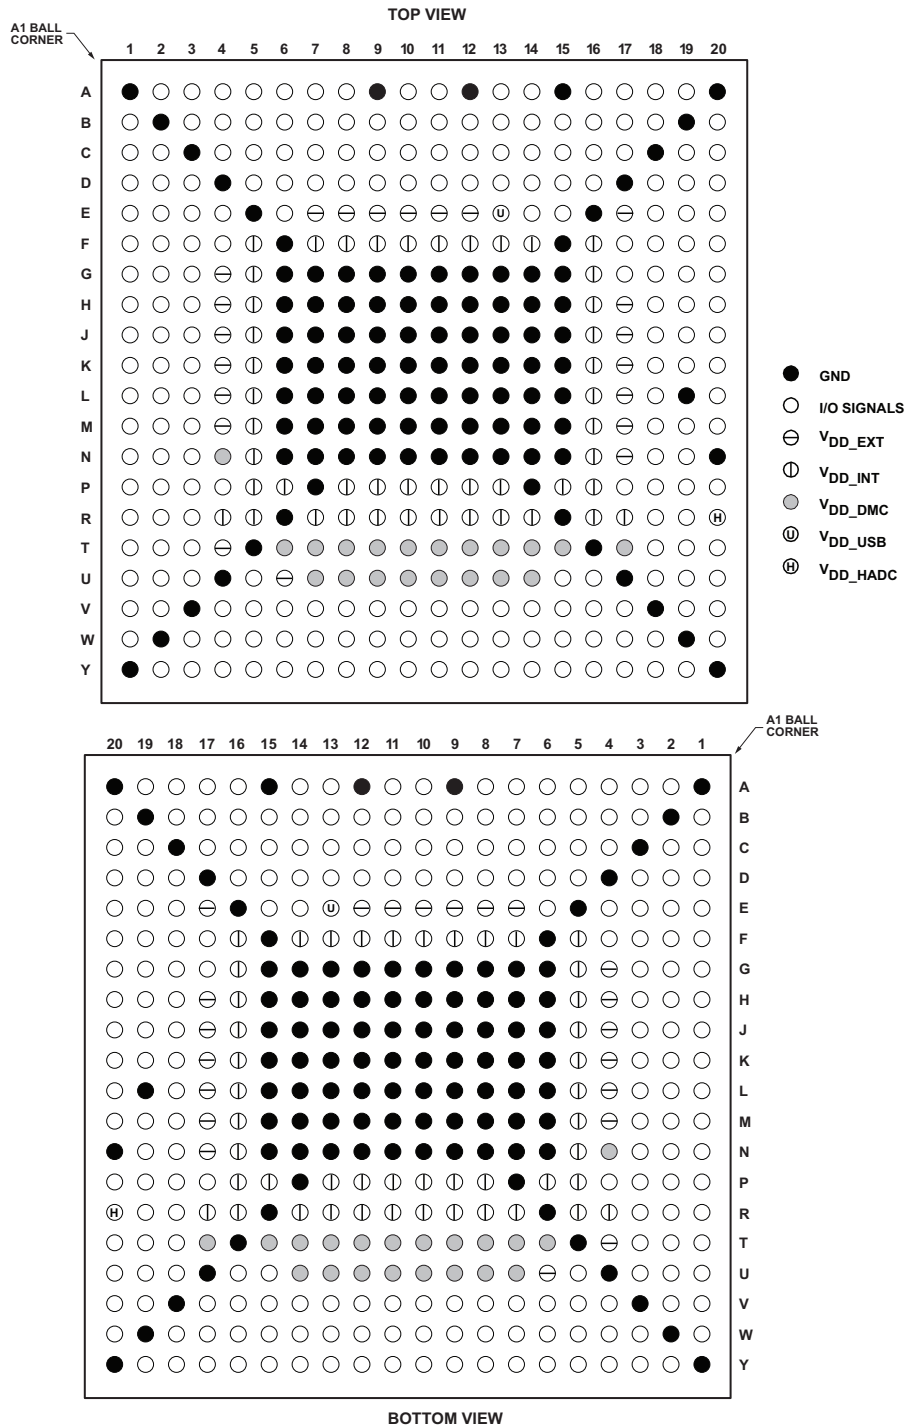 TOP VIEW
A1 BALL
CORNER
1 2 3 4 5 6 7 8 9 10 11 12 13 14 15 16 17 18 19 20
A
B
C
D
E U
F
G
H
J
K
L
M
N
P
R H
T
U
V
W
Y
GND
I/O SIGNALS
VDD_EXT
VDD_INT
VDD_DMC
U VDD_USB
H VDD_HADC
A1 BALL
CORNER
20 19 18 17 16 15 14 13 12 11 10 9 8 7 6 5 4 3 2 1
A
B
C
D
U E
F
G
H
J
K
L
M
N
P
H R
T
U
V
W
Y
BOTTOM VIEW